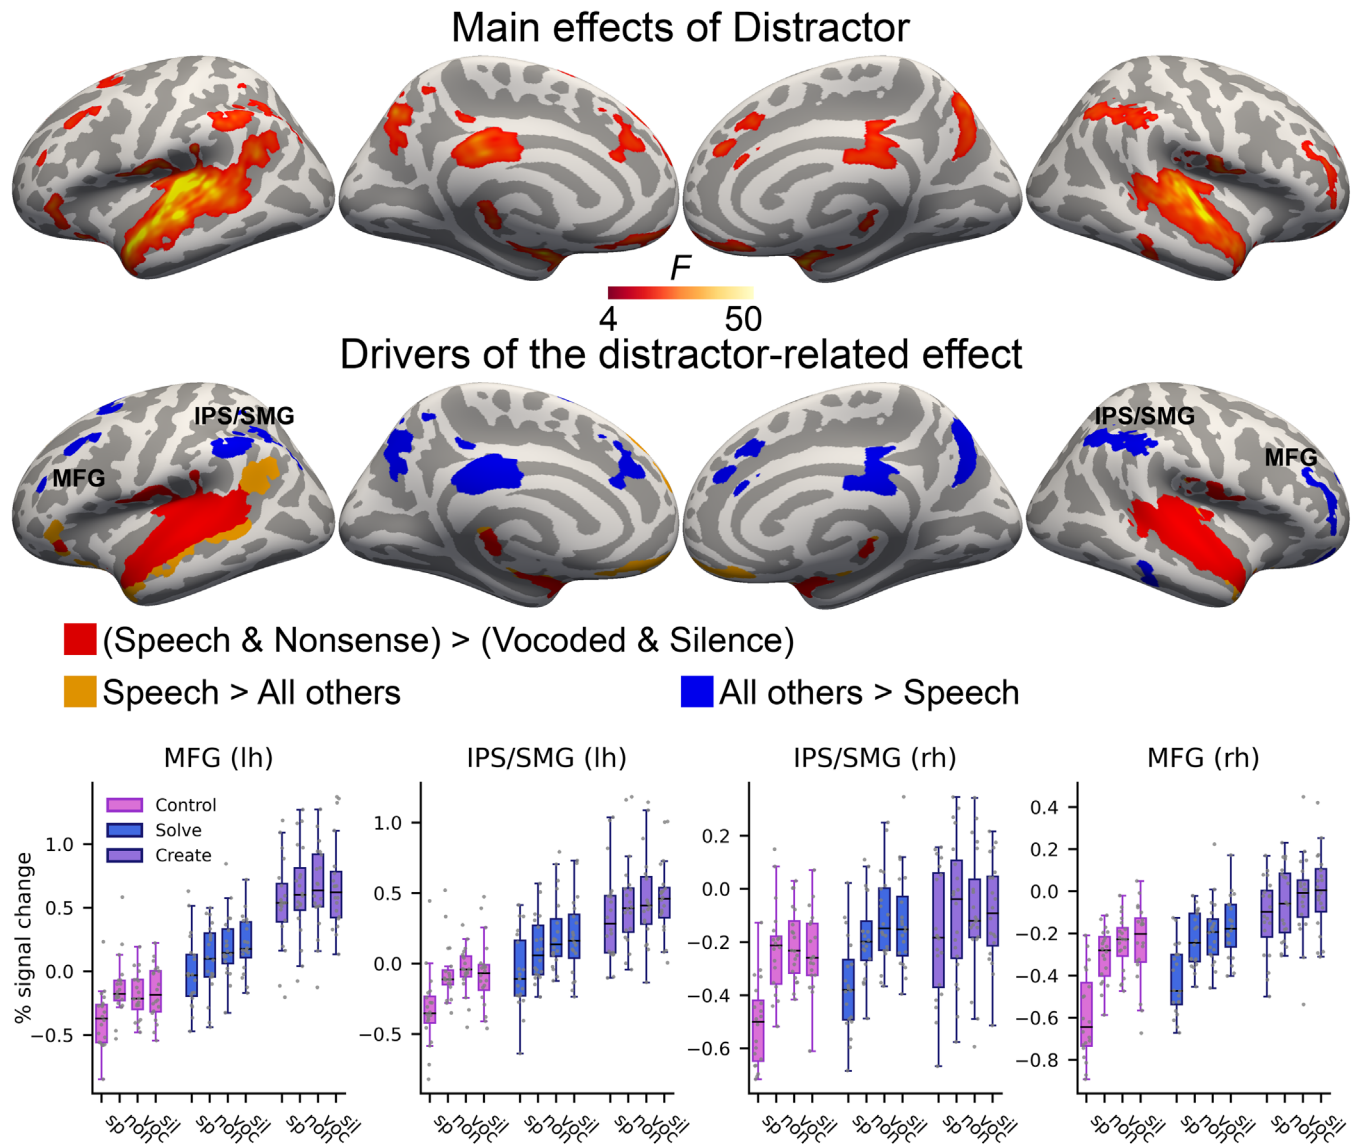 Main effects of Distractor
F
4 50
Drivers of the distractor-related effect
IPS/SMG
MFG
IPS/SMG
MFG
(Speech & Nonsense) > (Vocoded & Silence)
Speech > All others
All others > Speech
MFG (lh)
IPS/SMG (lh)
IPS/SMG (rh)
MFG (rh)
% signal change
Control
Solve
Create
1.0
0.5
0.0
−0.5
1.0
0.5
0.0
−0.5
0.2
0.0
−0.2
−0.4
−0.6
0.4
0.2
0.0
−0.2
−0.4
−0.6
−0.8
sp non voc sil sp non voc sil sp non voc sil
sp non voc sil sp non voc sil sp non voc sil
sp non voc sil sp non voc sil sp non voc sil
sp non voc sil sp non voc sil sp non voc sil